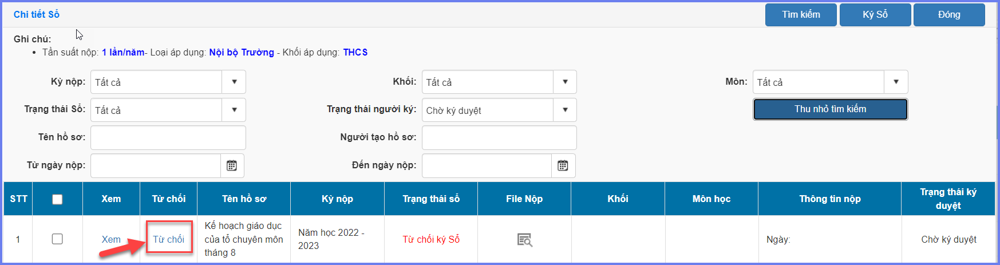 Chi tiết Sổ
Tìm kiếm
Ký Sổ
Đóng
Ghi chú:
• Tần suất nộp: 1 lần/năm- Loại áp dụng: Nội bộ Trường - Khối áp dụng: THCS
Kỳ nộp: Tất cả
Khối: Tất cả
Môn: Tất cả
Trạng thái Sổ: Tất cả
Trạng thái người ký: Chờ ký duyệt
Thu nhỏ tìm kiếm
Tên hồ sơ:
Người tạo hồ sơ:
Từ ngày nộp:
Đến ngày nộp:
STT
Xem
Từ chối
Tên hồ sơ
Kỳ nộp
Trạng thái sổ
File Nộp
Khối
Môn học
Thông tin nộp
Trạng thái ký
duyệt
1
Xem
Từ chối
Kế hoạch giáo dục
của tổ chuyên môn
tháng 8
Năm học 2022 -
2023
Từ chối ký Sổ
Ngày:
Chờ ký duyệt